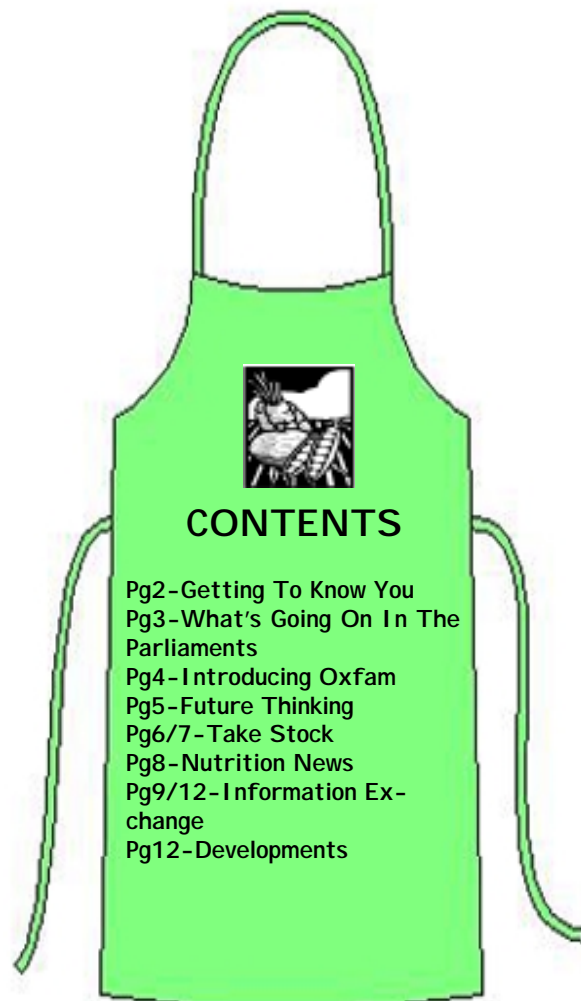 CONTENTS
Pg2-Getting To Know You
Pg3-What's Going On In The
Parliaments
Pg4-Introducing Oxfam
Pg5-Future Thinking
Pg6/7-Take Stock
Pg8-Nutrition News
Pg9/12-Information Ex-
change
Pg12-Developments